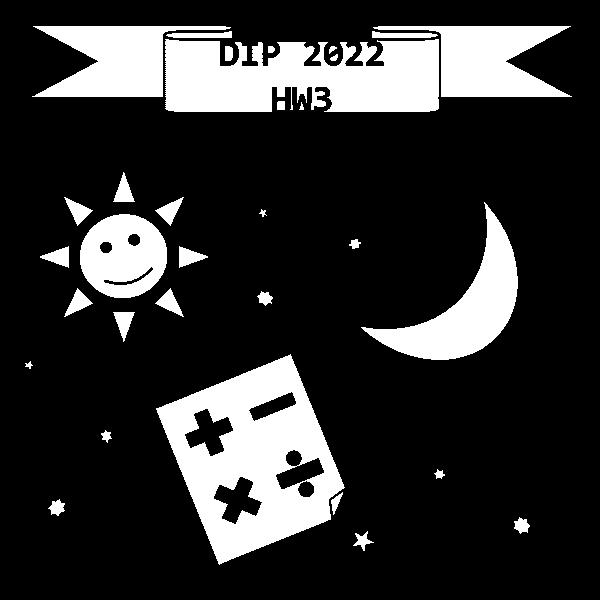 DIP 2022
HW3
+ −
× ÷